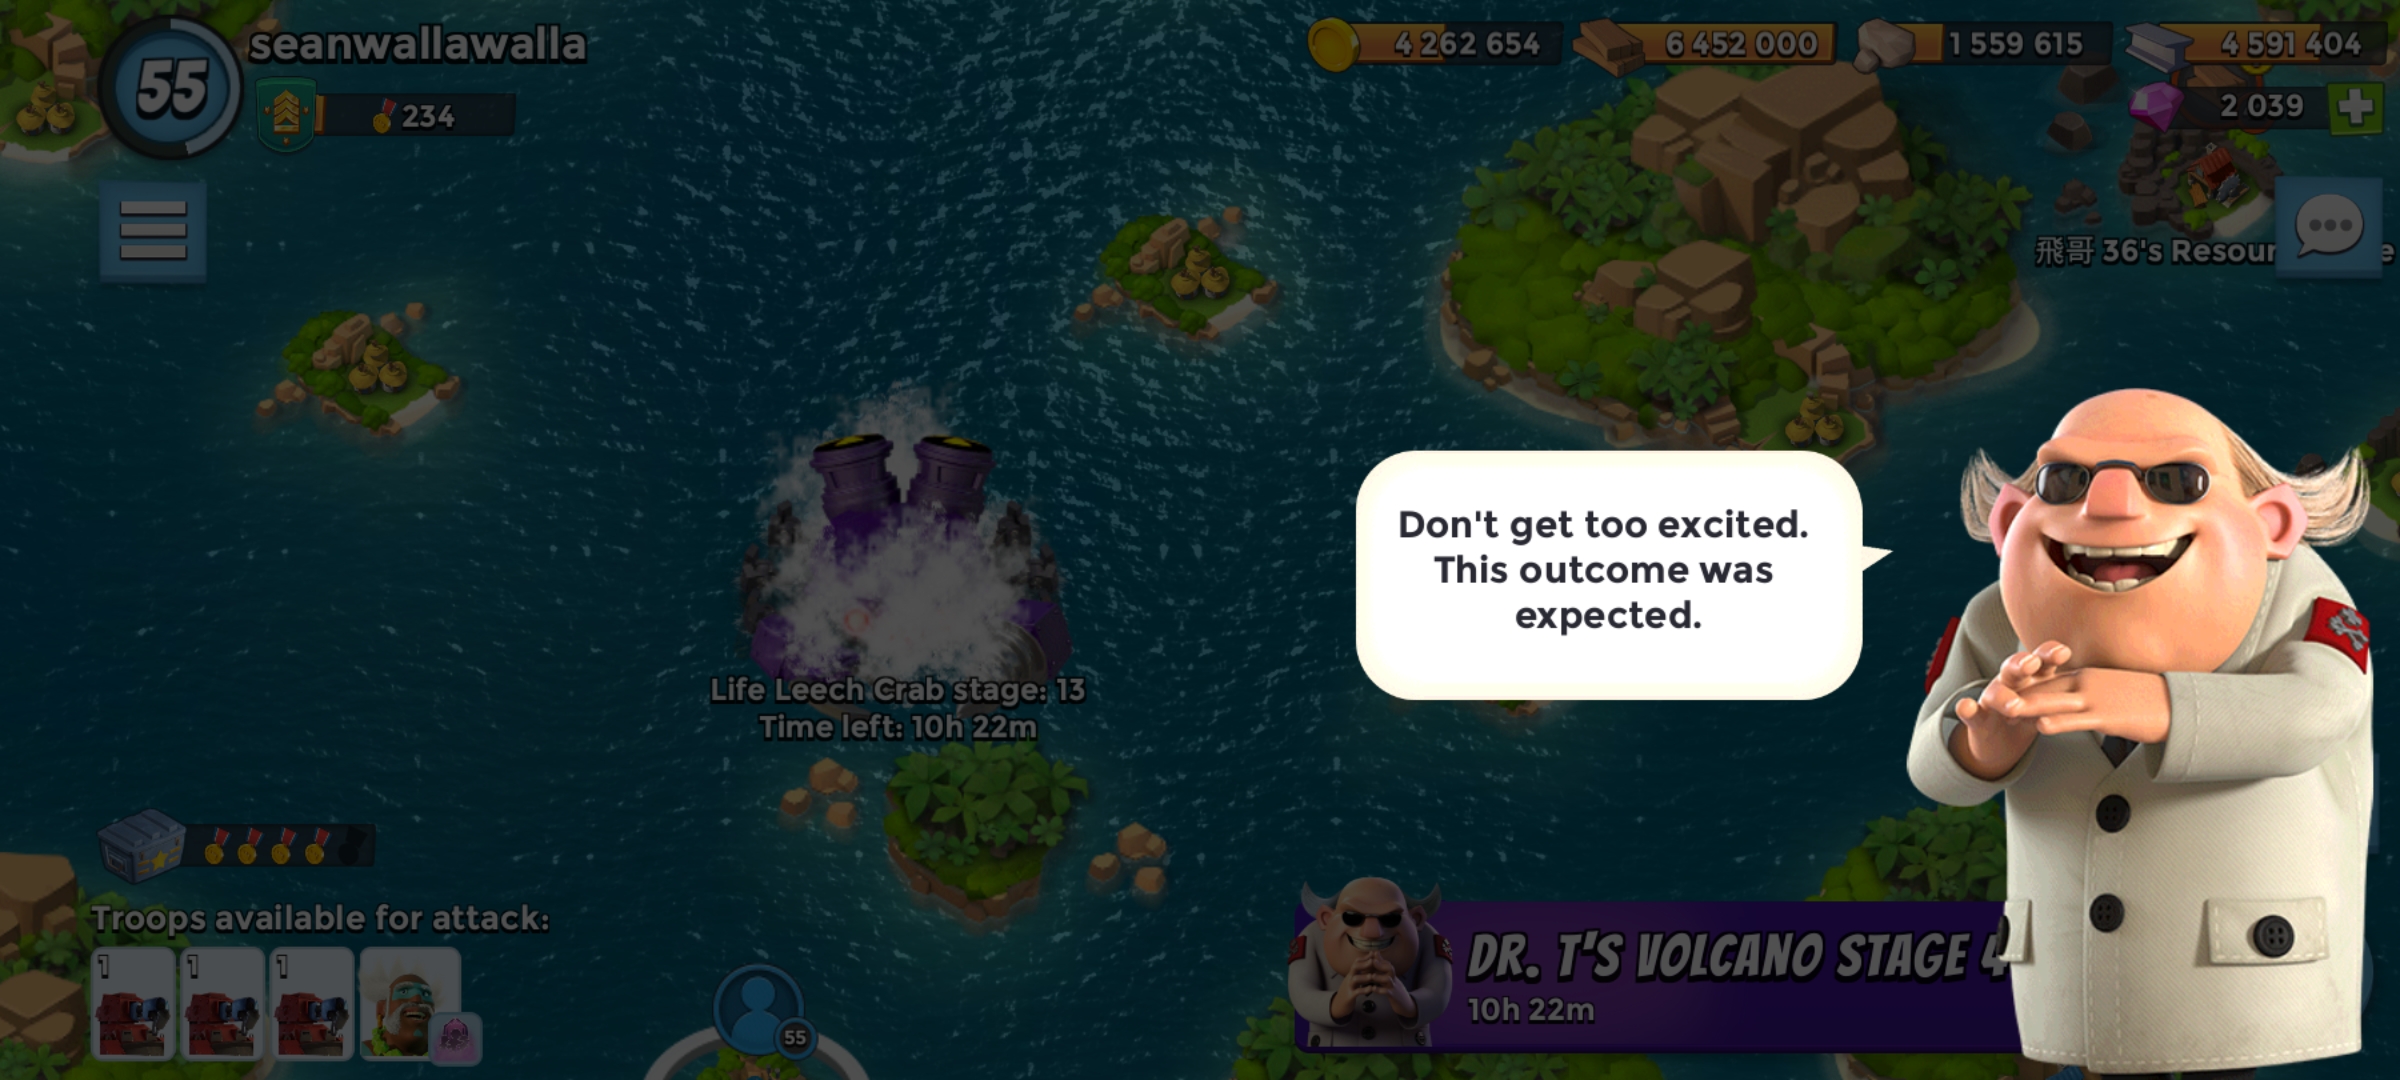 55
seanwallawalla
234
4 262 654
6 452 000
1 559 615
4 591 404
2 039
飛哥 36's Resour
e
Don't get too excited.
This outcome was
expected.
Life Leech Crab stage: 13
Time left: 10h 22m
Troops available for attack:
1
1
1
55
DR. T'S VOLCANO STAGE 4
10h 22m